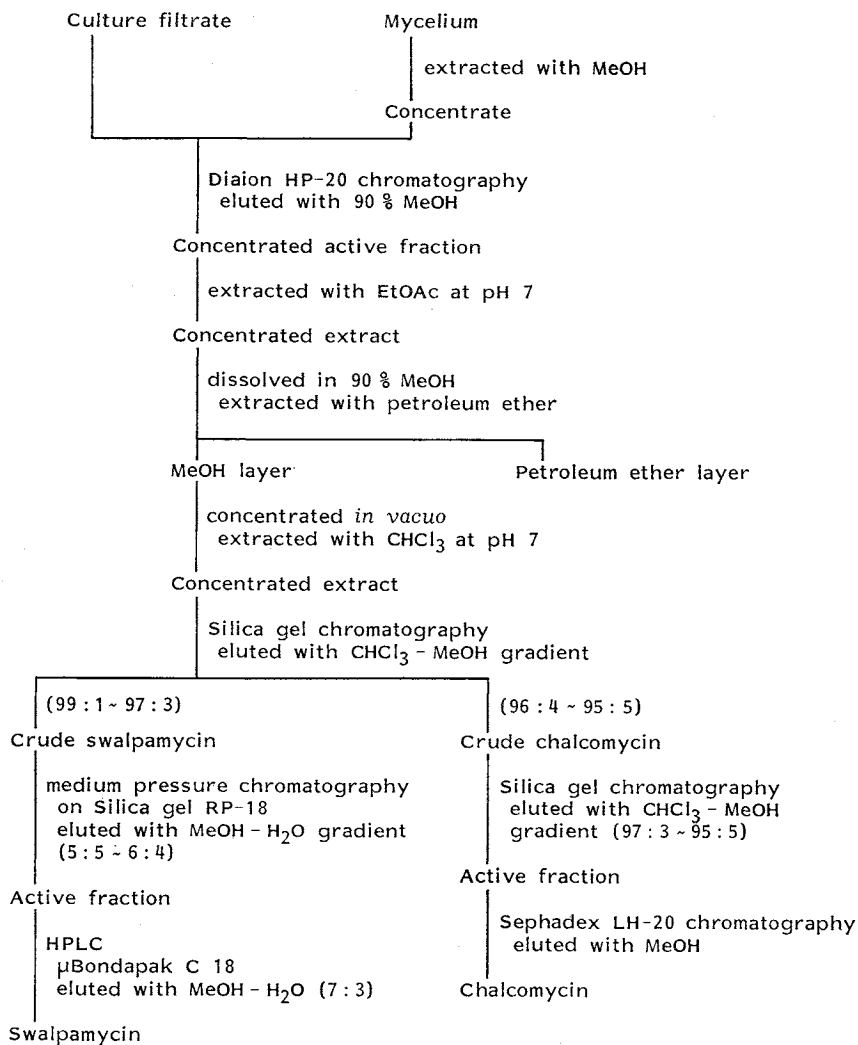 Culture filtrate
Mycelium
extracted with MeOH
Concentrate
Diaion HP-20 chromatography
eluted with 90 % MeOH
Concentrated active fraction
extracted with EtOAc at pH 7
Concentrated extract
dissolved in 90 % MeOH
extracted with petroleum ether
MeOH layer
Petroleum ether layer
concentrated in vacuo
extracted with CHCl₃ at pH 7
Concentrated extract
Silica gel chromatography
eluted with CHCl₃ - MeOH gradient
(99 : 1 ~ 97 : 3)
Crude swalpamycin
medium pressure chromatography
on Silica gel RP-18
eluted with MeOH - H₂O gradient
(5 : 5 ~ 6 : 4)
Active fraction
HPLC
µBondapak C 18
eluted with MeOH - H₂O (7 : 3)
Swalpamycin
(96 : 4 ~ 95 : 5)
Crude chalcomycin
Silica gel chromatography
eluted with CHCl₃ - MeOH
gradient (97 : 3 ~ 95 : 5)
Active fraction
Sephadex LH-20 chromatography
eluted with MeOH
Chalcomycin